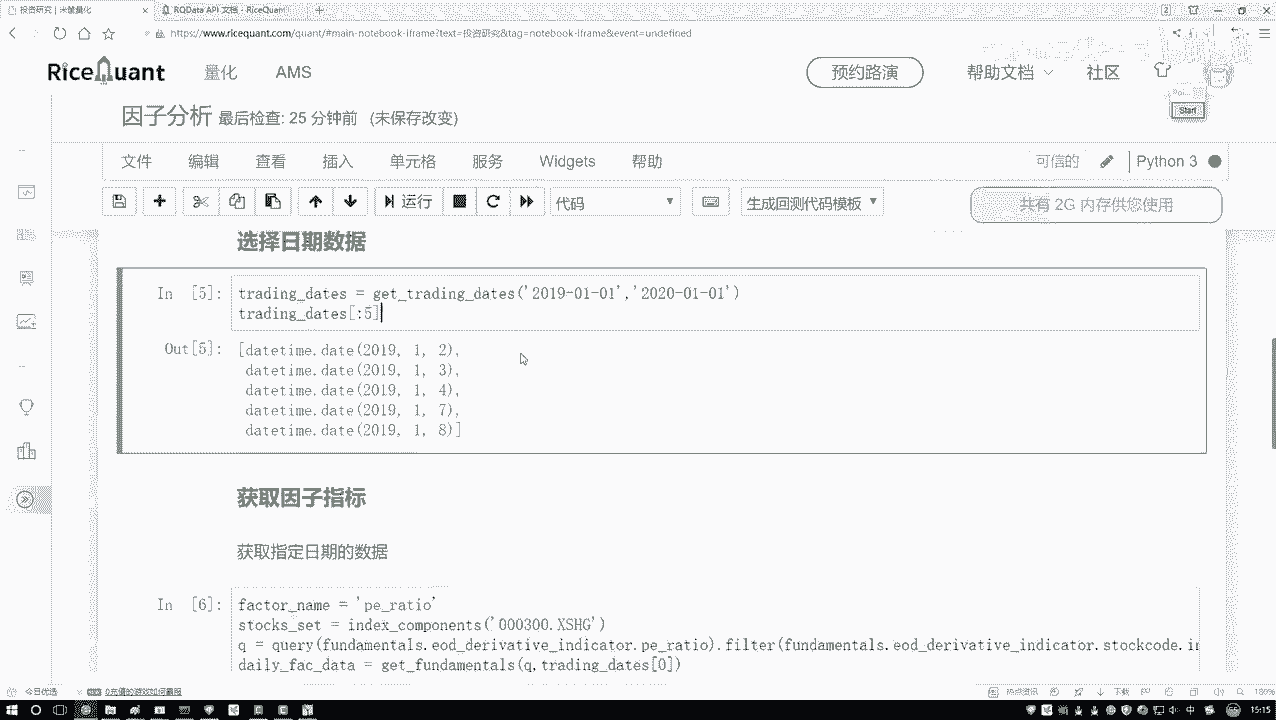 投资研究 | 米筐量化
RQData API 文档 - RiceQuant
https://www.ricequant.com/quant/#main-notebook-iframe?text=投资研究&tag=notebook-iframe&event=undefined
RiceQuant 量化 AMS 预约路演 帮助文档 社区
Start
因子分析 最后检查: 25 分钟前 (未保存改变)
文件 编辑 查看 插入 单元格 服务 Widgets 帮助 可信的 Python 3
运行 代码 生成回测代码模板 共有 2G 内存供您使用
选择日期数据
In [5]: trading_dates = get_trading_dates('2019-01-01','2020-01-01')
trading_dates[:5]
Out[5]: [datetime.date(2019, 1, 2),
datetime.date(2019, 1, 3),
datetime.date(2019, 1, 4),
datetime.date(2019, 1, 7),
datetime.date(2019, 1, 8)]
获取因子指标
获取指定日期的数据
In [6]: factor_name = 'pe_ratio'
stocks_set = index_components('000300.XSHG')
q = query(fundamentals.eod_derivative_indicator.pe_ratio).filter(fundamentals.eod_derivative_indicator.stockcode.in
daily_fac_data = get_fundamentals(q,trading_dates[0])
今日优选
热点资讯
下载
180%
中
15:15